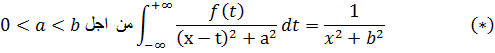 ∫_{-∞}^{+∞} f(t)/((x − t)² + a²) dt = 1/(x² + b²) من اجل 0 < a < b (∗)